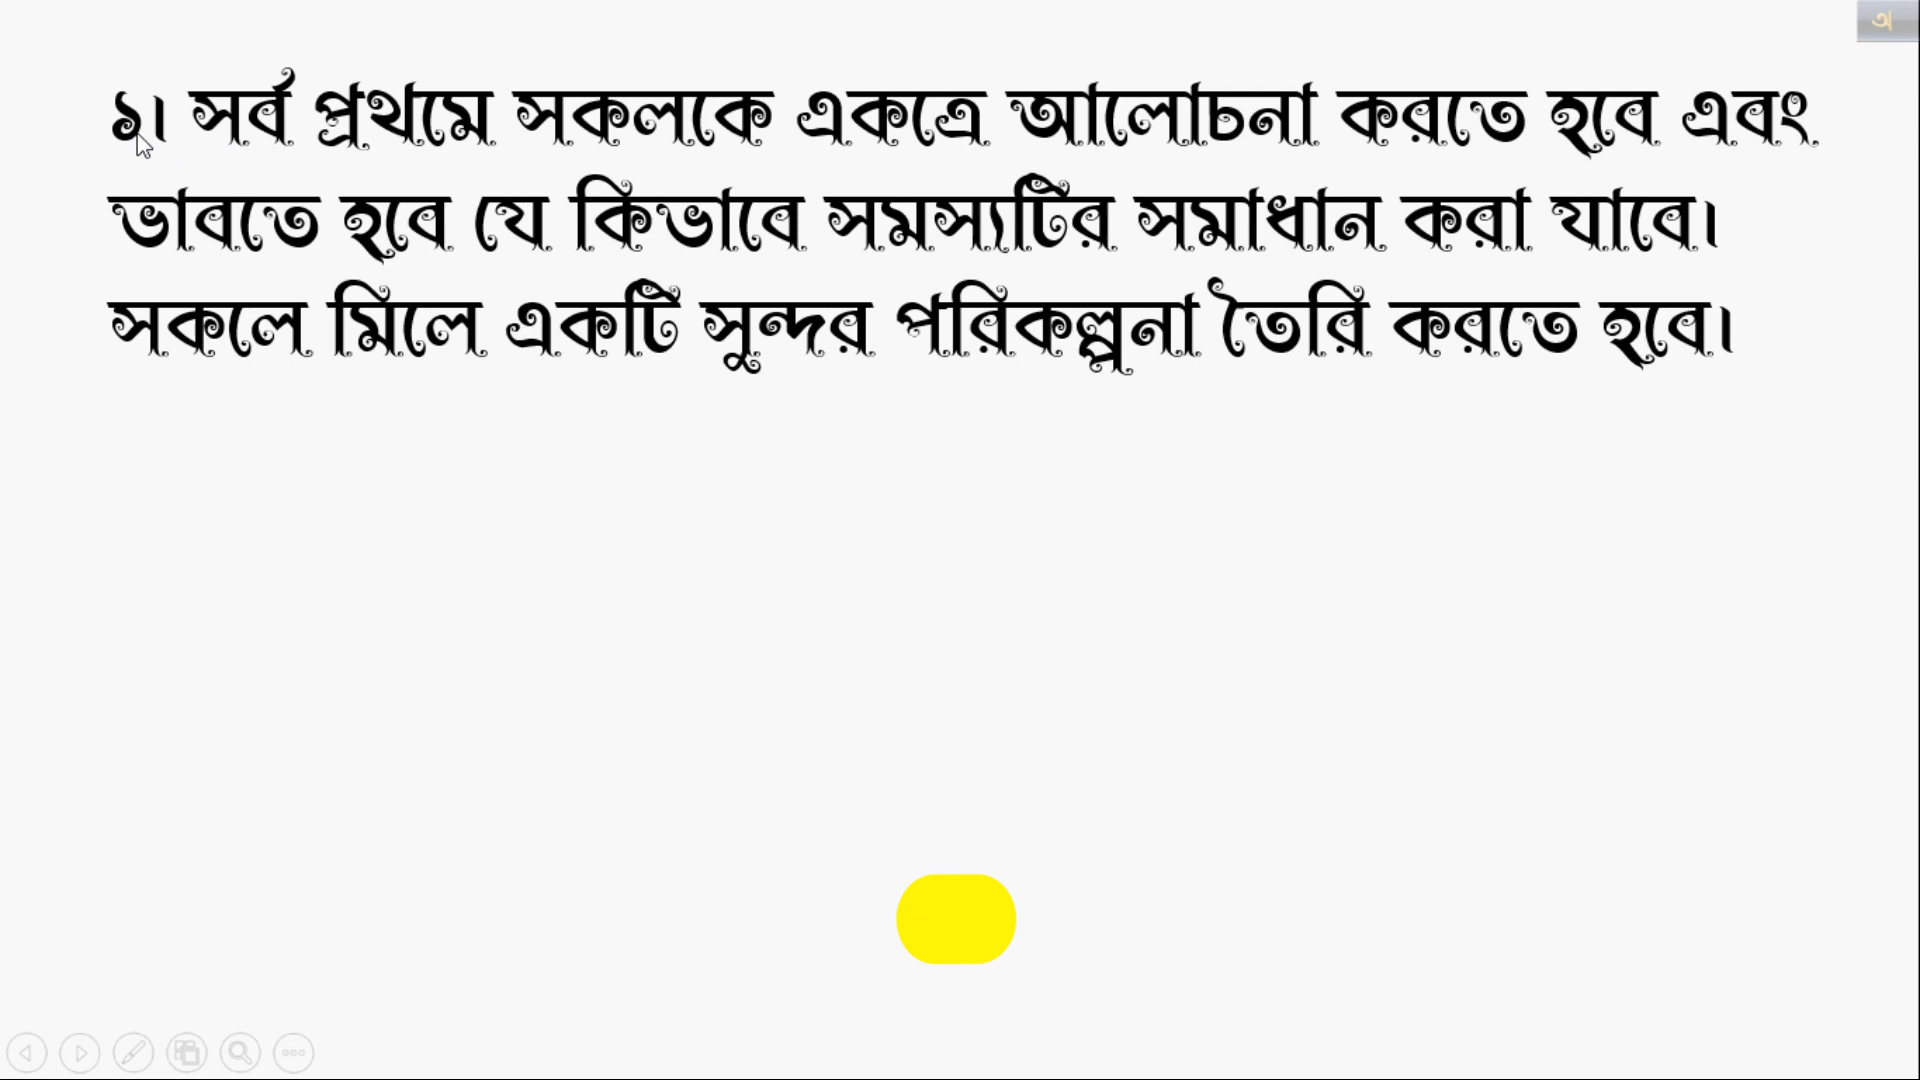 অ
১। সর্ব প্রথমে সকলকে একত্রে আলোচনা করতে হবে এবং
ভাবতে হবে যে কিভাবে সমস্যটির সমাধান করা যাবে।
সকলে মিলে একটি সুন্দর পরিকল্পনা তৈরি করতে হবে।